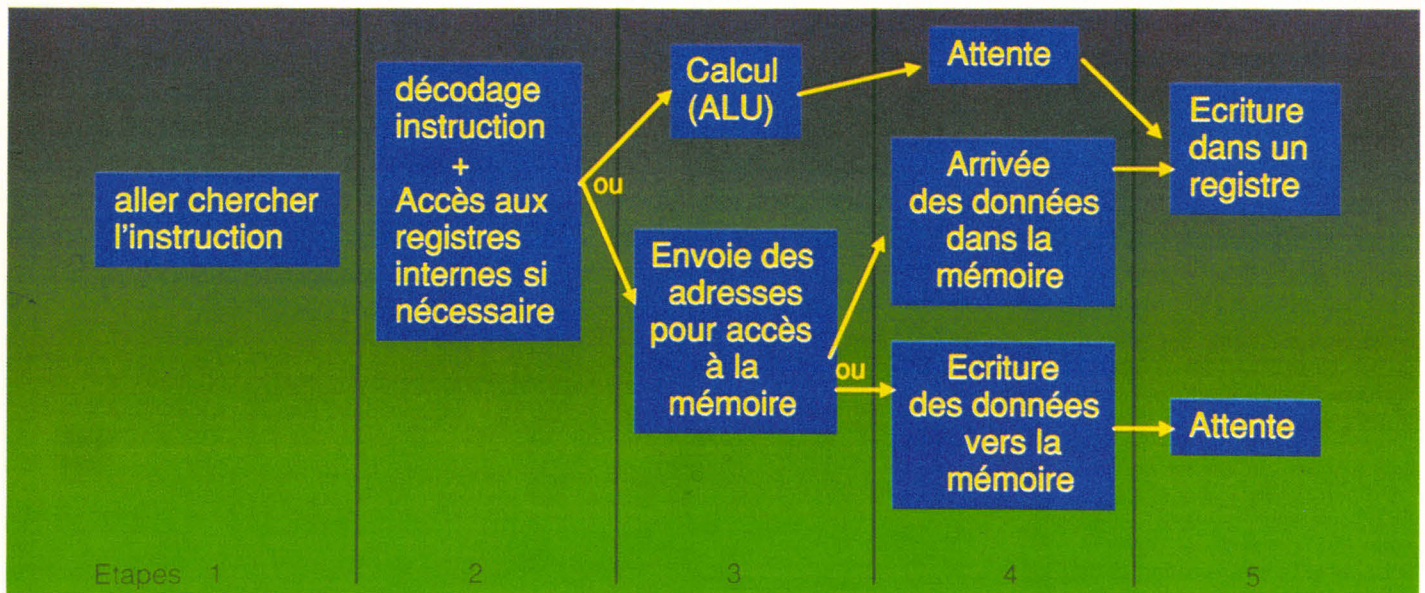 aller chercher
l'instruction
décodage
instruction
+
Accès aux
registres
internes si
nécessaire
ou
Calcul
(ALU)
Envoie des
adresses
pour accès
à la
mémoire
ou
Attente
Arrivée
des données
dans la
mémoire
Ecriture
des données
vers la
mémoire
Ecriture
dans un
registre
Attente
Etapes 1 2 3 4 5